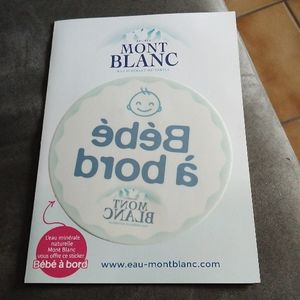 MONT
BLANC
Bébé
à bord
MONT
BLANC
L'eau minérale
naturelle
Mont Blanc
vous offre ce sticker
Bébé à bord
www.eau-montblanc.com